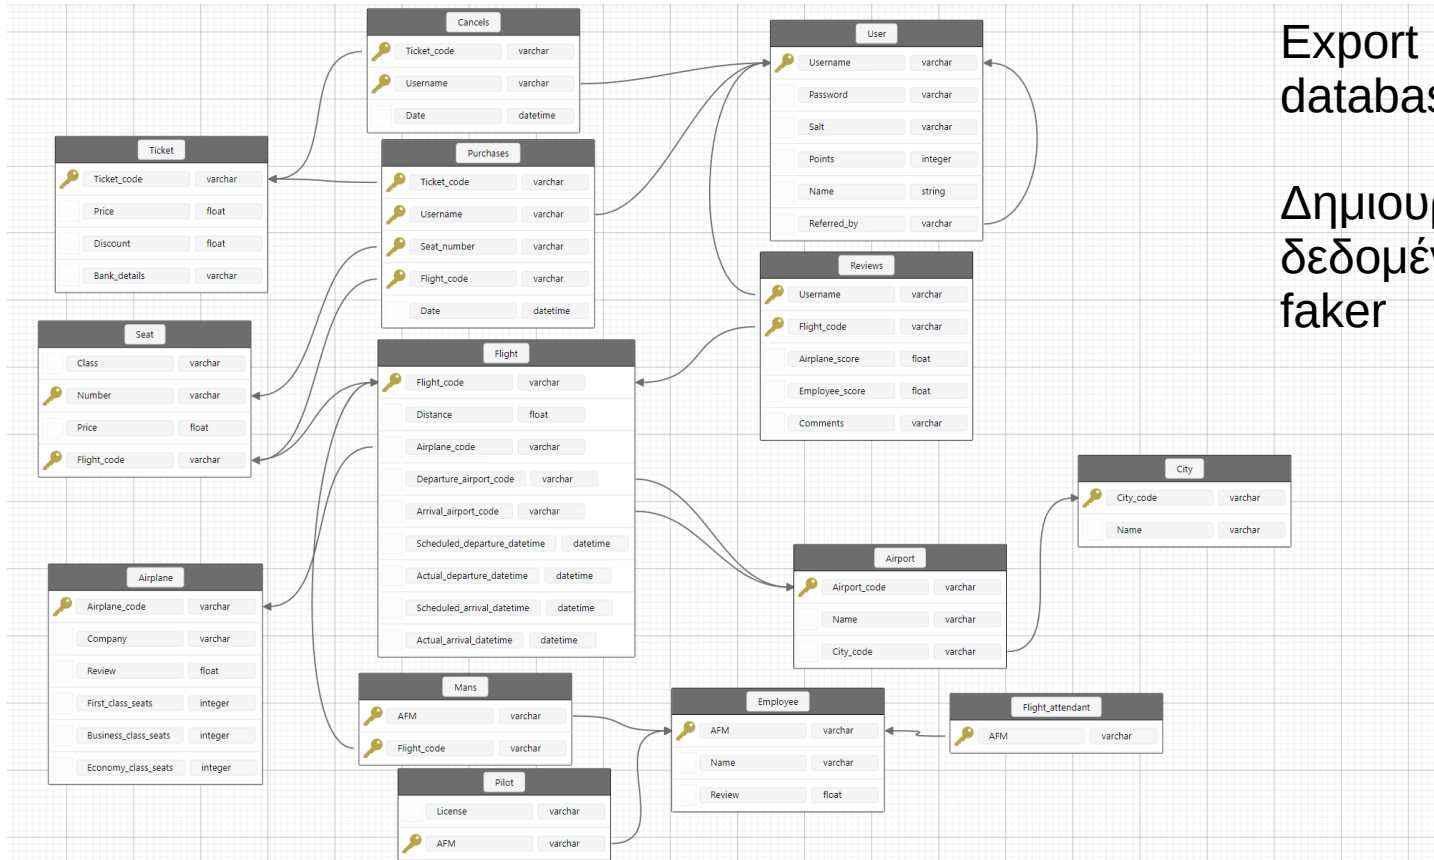 Cancels
Ticket_code varchar
Username varchar
Date datetime
User
Username varchar
Password varchar
Salt varchar
Points integer
Name string
Referred_by varchar
Export
Ticket
Ticket_code varchar
Price float
Discount float
Bank_details varchar
Purchases
Ticket_code varchar
Username varchar
Seat_number varchar
Flight_code varchar
Date datetime
Reviews
Username varchar
Flight_code varchar
Airplane_score float
Employee_score float
Comments varchar
faker
Seat
Class varchar
Number varchar
Price float
Flight_code varchar
Flight
Flight_code varchar
Distance float
Airplane_code varchar
Departure_airport_code varchar
Arrival_airport_code varchar
Scheduled_departure_datetime datetime
Actual_departure_datetime datetime
Scheduled_arrival_datetime datetime
Actual_arrival_datetime datetime
City
City_code varchar
Name varchar
Airport
Airport_code varchar
Name varchar
City_code varchar
Airplane
Airplane_code varchar
Company varchar
Review float
First_class_seats integer
Business_class_seats integer
Economy_class_seats integer
Mans
AFM varchar
Flight_code varchar
Employee
AFM varchar
Name varchar
Review float
Flight_attendant
AFM varchar
Pilot
License varchar
AFM varchar